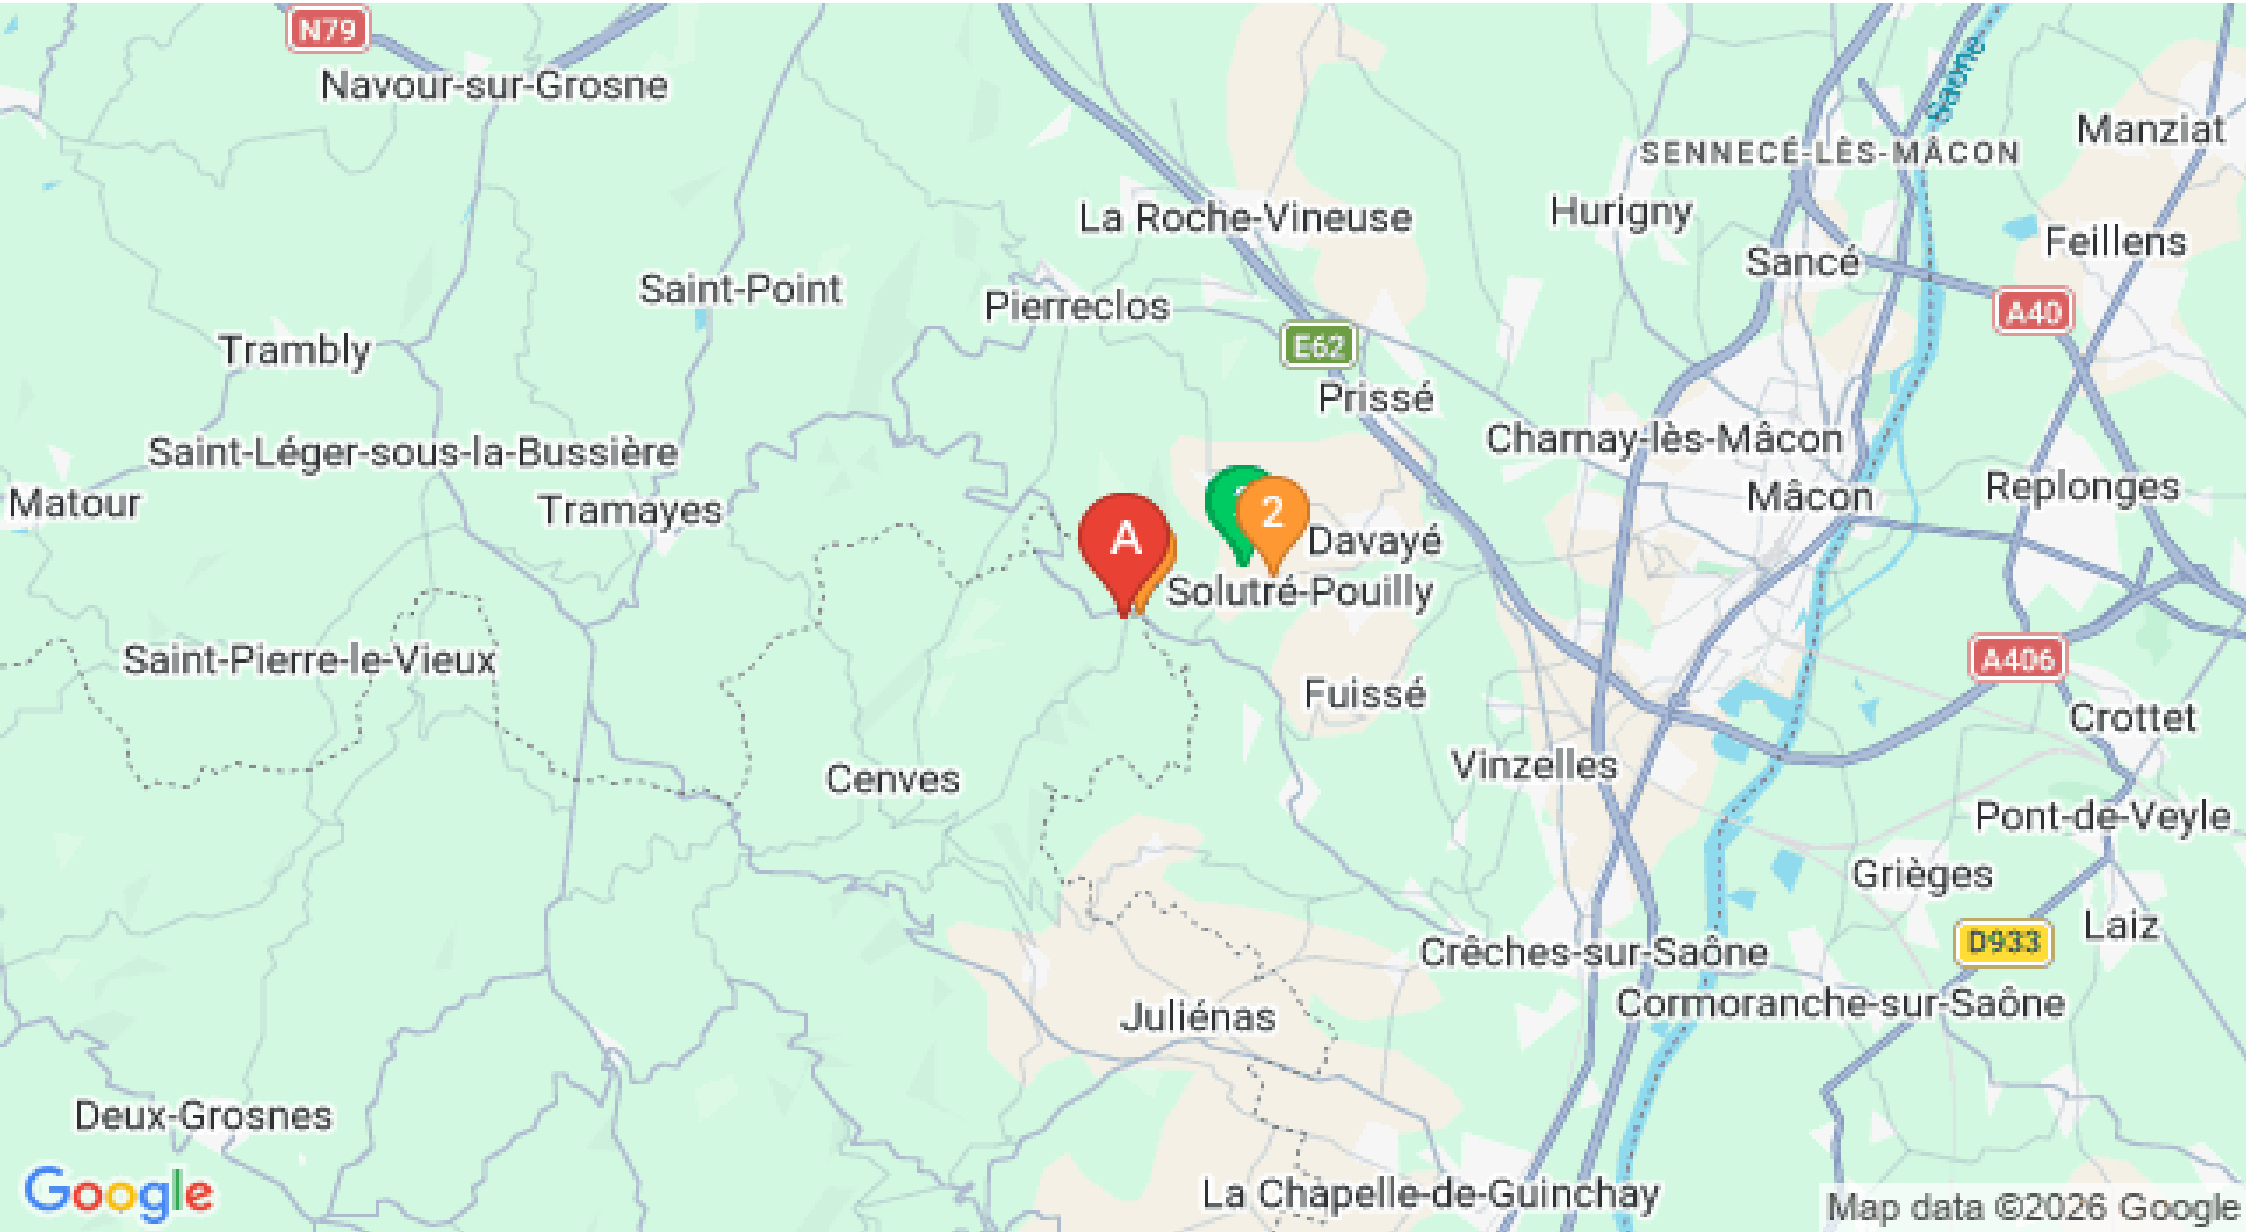 N79
Navour-sur-Grosne
Saône
Manziat
SENNECÉ-LÈS-MÂCON
La Roche-Vineuse
Hurigny
Feillens
Sancé
Saint-Point
Pierreclos
A40
E62
Trambly
Prissé
Charnay-lès-Mâcon
Saint-Léger-sous-la-Bussière
Matour
Tramayes
Mâcon
Replonges
2
A
Davayé
Solutré-Pouilly
Saint-Pierre-le-Vieux
A406
Fuissé
Crottet
Vinzelles
Cenves
Pont-de-Veyle
Grièges
Laiz
D933
Crêches-sur-Saône
Cormoranche-sur-Saône
Juliénas
Deux-Grosnes
Google
La Chapelle-de-Guinchay
Map data ©2026 Google